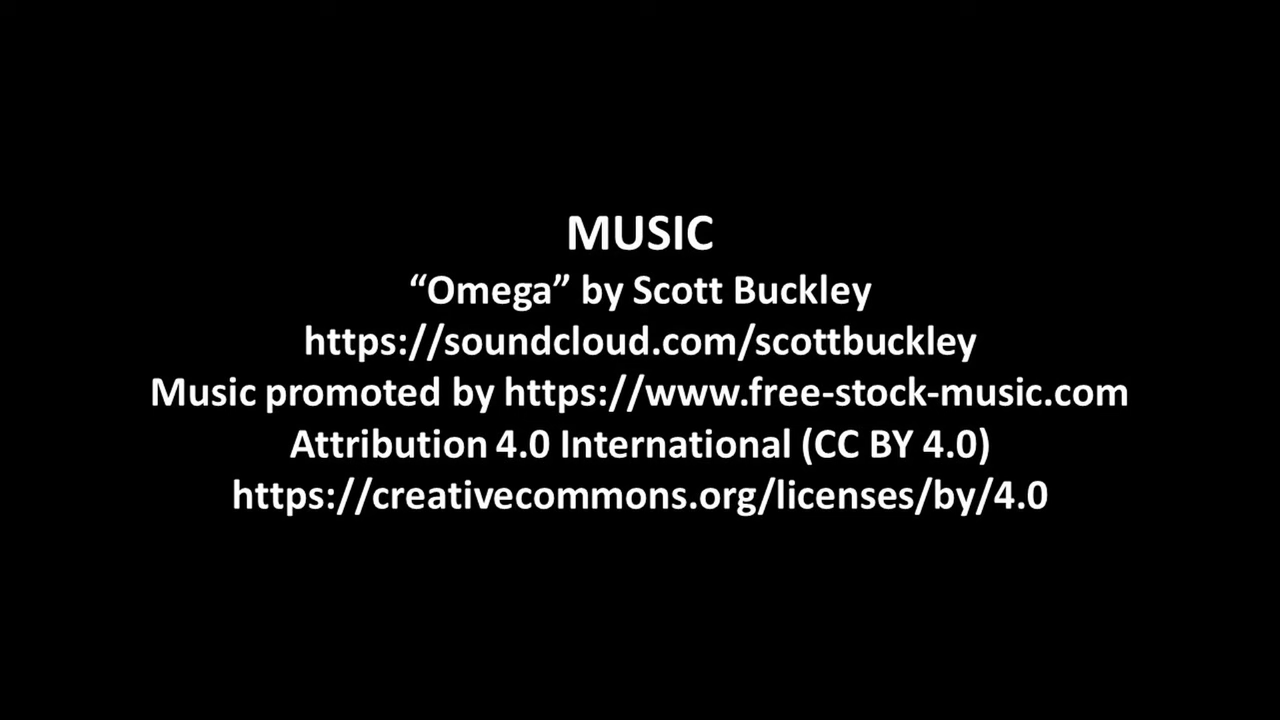 MUSIC
“Omega” by Scott Buckley
https://soundcloud.com/scottbuckley
Music promoted by https://www.free-stock-music.com
Attribution 4.0 International (CC BY 4.0)
https://creativecommons.org/licenses/by/4.0